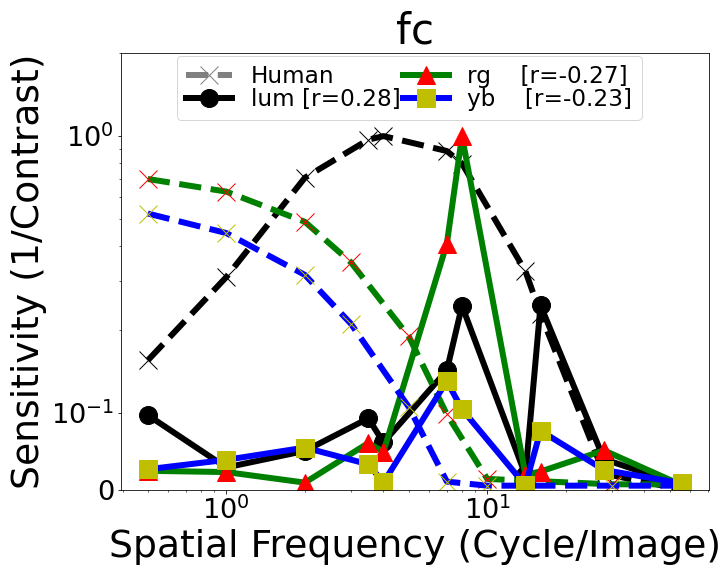 fc
Human
lum [r=0.28]
rg [r=-0.27]
yb [r=-0.23]
Sensitivity (1/Contrast)
10⁰
10⁻¹
0
10⁰ 10¹
Spatial Frequency (Cycle/Image)